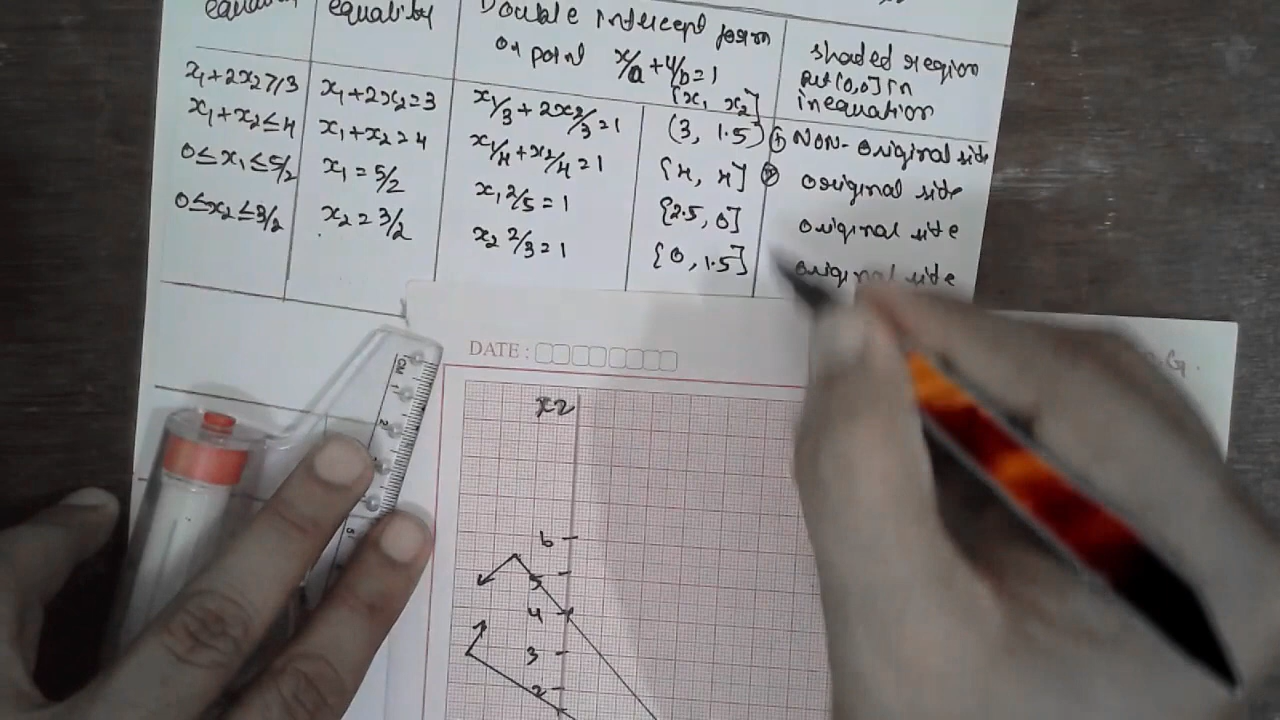 equality
Double intercept form
or point x/a + y/b = 1
[x1, x2]
shaded region
Put [0,0] in
inequation
x1 + 2x2 ≥ 3
x1 + 2x2 = 3
x1/3 + 2x2/3 = 1
(3, 1.5)
① NON-original side
x1 + x2 ≤ 4
x1 + x2 = 4
x1/4 + x2/4 = 1
{4, 4]
② original side
0 ≤ x1 ≤ 5/2
x1 = 5/2
x1 2/5 = 1
{2.5, 0]
original side
0 ≤ x2 ≤ 3/2
x2 = 3/2
x2 2/3 = 1
{0, 1.5]
original side
DATE :
x2
6
5
4
3
2